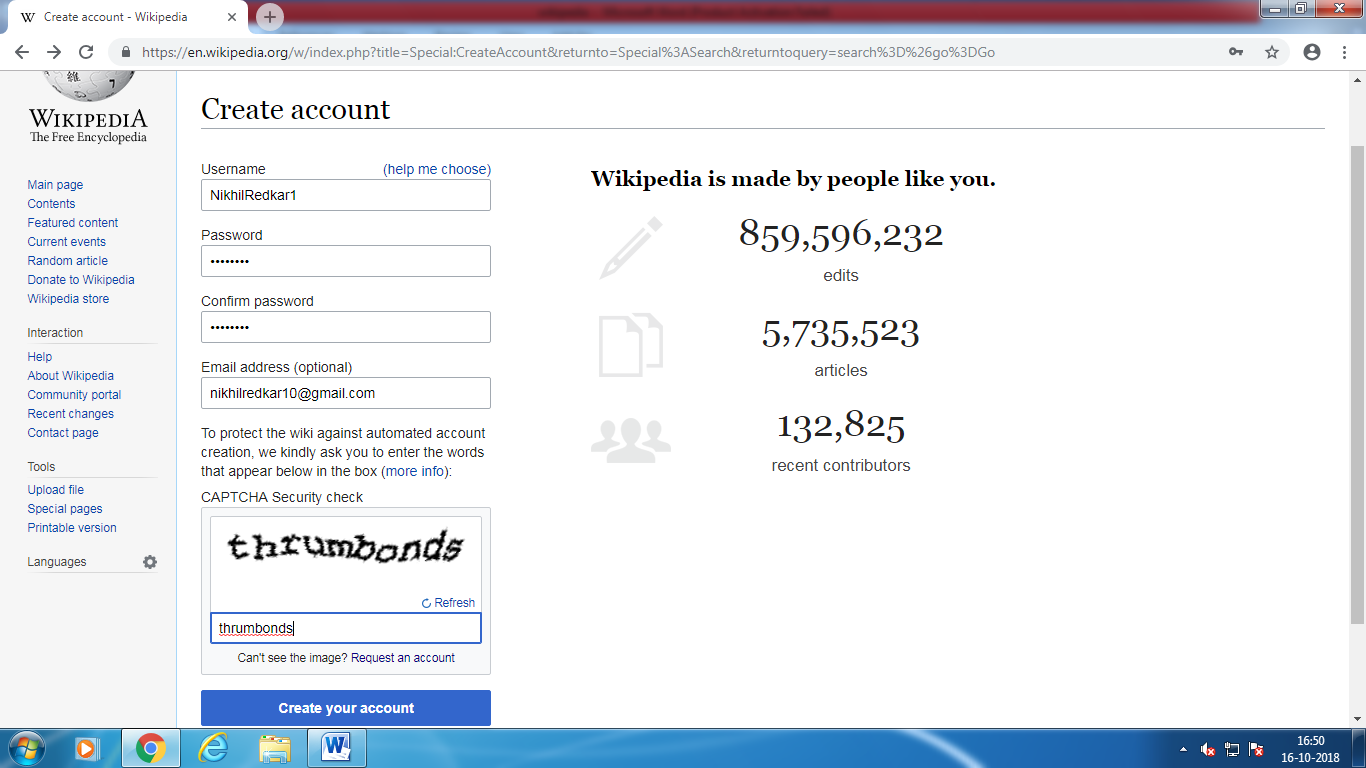 Create account - Wikipedia
https://en.wikipedia.org/w/index.php?title=Special:CreateAccount&returnto=Special%3ASearch&returntoquery=search%3D%26go%3DGo
WIKIPEDIA
The Free Encyclopedia
Main page
Contents
Featured content
Current events
Random article
Donate to Wikipedia
Wikipedia store
Interaction
Help
About Wikipedia
Community portal
Recent changes
Contact page
Tools
Upload file
Special pages
Printable version
Languages
Create account
Username (help me choose)
NikhilRedkar1
Password
••••••••
Confirm password
••••••••
Email address (optional)
nikhilredkar10@gmail.com
To protect the wiki against automated account
creation, we kindly ask you to enter the words
that appear below in the box (more info):
CAPTCHA Security check
thrumbonds
Refresh
thrumbonds
Can't see the image? Request an account
Create your account
Wikipedia is made by people like you.
859,596,232
edits
5,735,523
articles
132,825
recent contributors
16:50
16-10-2018